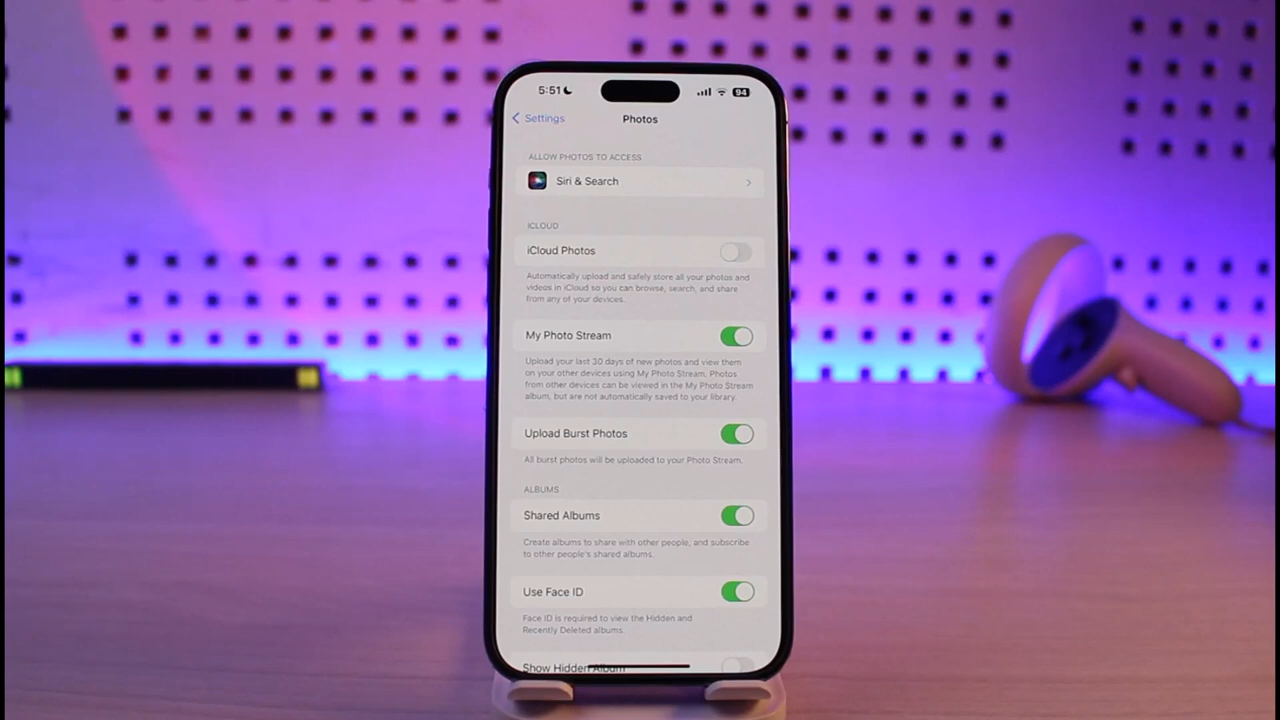 5:51
94
Settings
Photos
ALLOW PHOTOS TO ACCESS
Siri & Search
ICLOUD
iCloud Photos
Automatically upload and safely store all your photos and
videos in iCloud so you can browse, search, and share
from any of your devices.
My Photo Stream
Upload your last 30 days of new photos and view them
on your other devices using My Photo Stream. Photos
from other devices can be viewed in the My Photo Stream
album, but are not automatically saved to your library.
Upload Burst Photos
All burst photos will be uploaded to your Photo Stream.
ALBUMS
Shared Albums
Create albums to share with other people, and subscribe
to other people's shared albums.
Use Face ID
Face ID is required to view the Hidden and
Recently Deleted albums.
Show Hidden Album